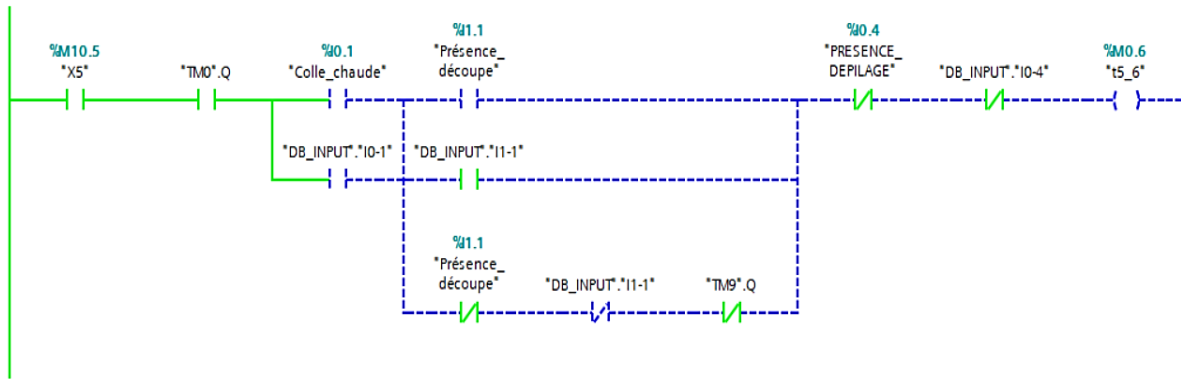 %M10.5
"X5"
"TM0".Q
%I0.1
"Colle_chaude"
%I1.1
"Présence_
découpe"
%I0.4
"PRESENCE_
DEPILAGE"
"DB_INPUT"."I0-4"
%M0.6
"t5_6"
"DB_INPUT"."I0-1"
"DB_INPUT"."I1-1"
%I1.1
"Présence_
découpe"
"DB_INPUT"."I1-1"
"TM9".Q